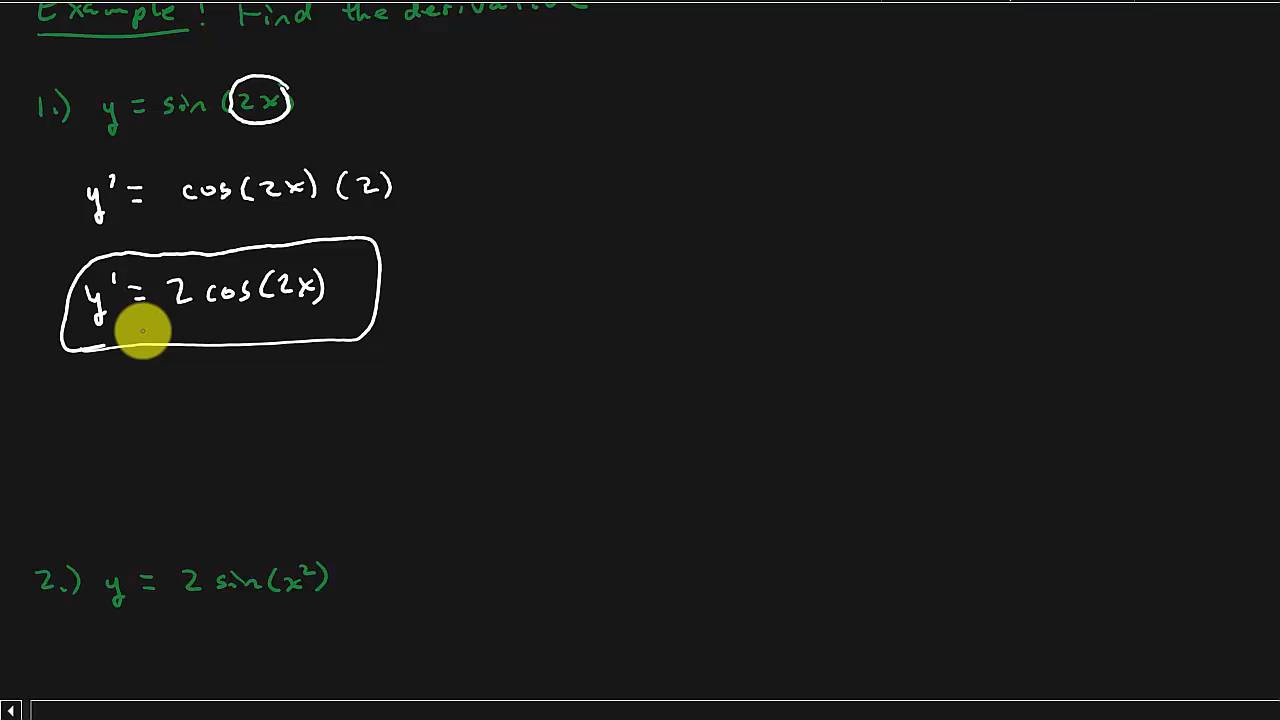 Example! Find the derivative
1.) y = sin (2x)
y' = cos(2x) (2)
y' = 2 cos(2x)
2.) y = 2 sin(x²)